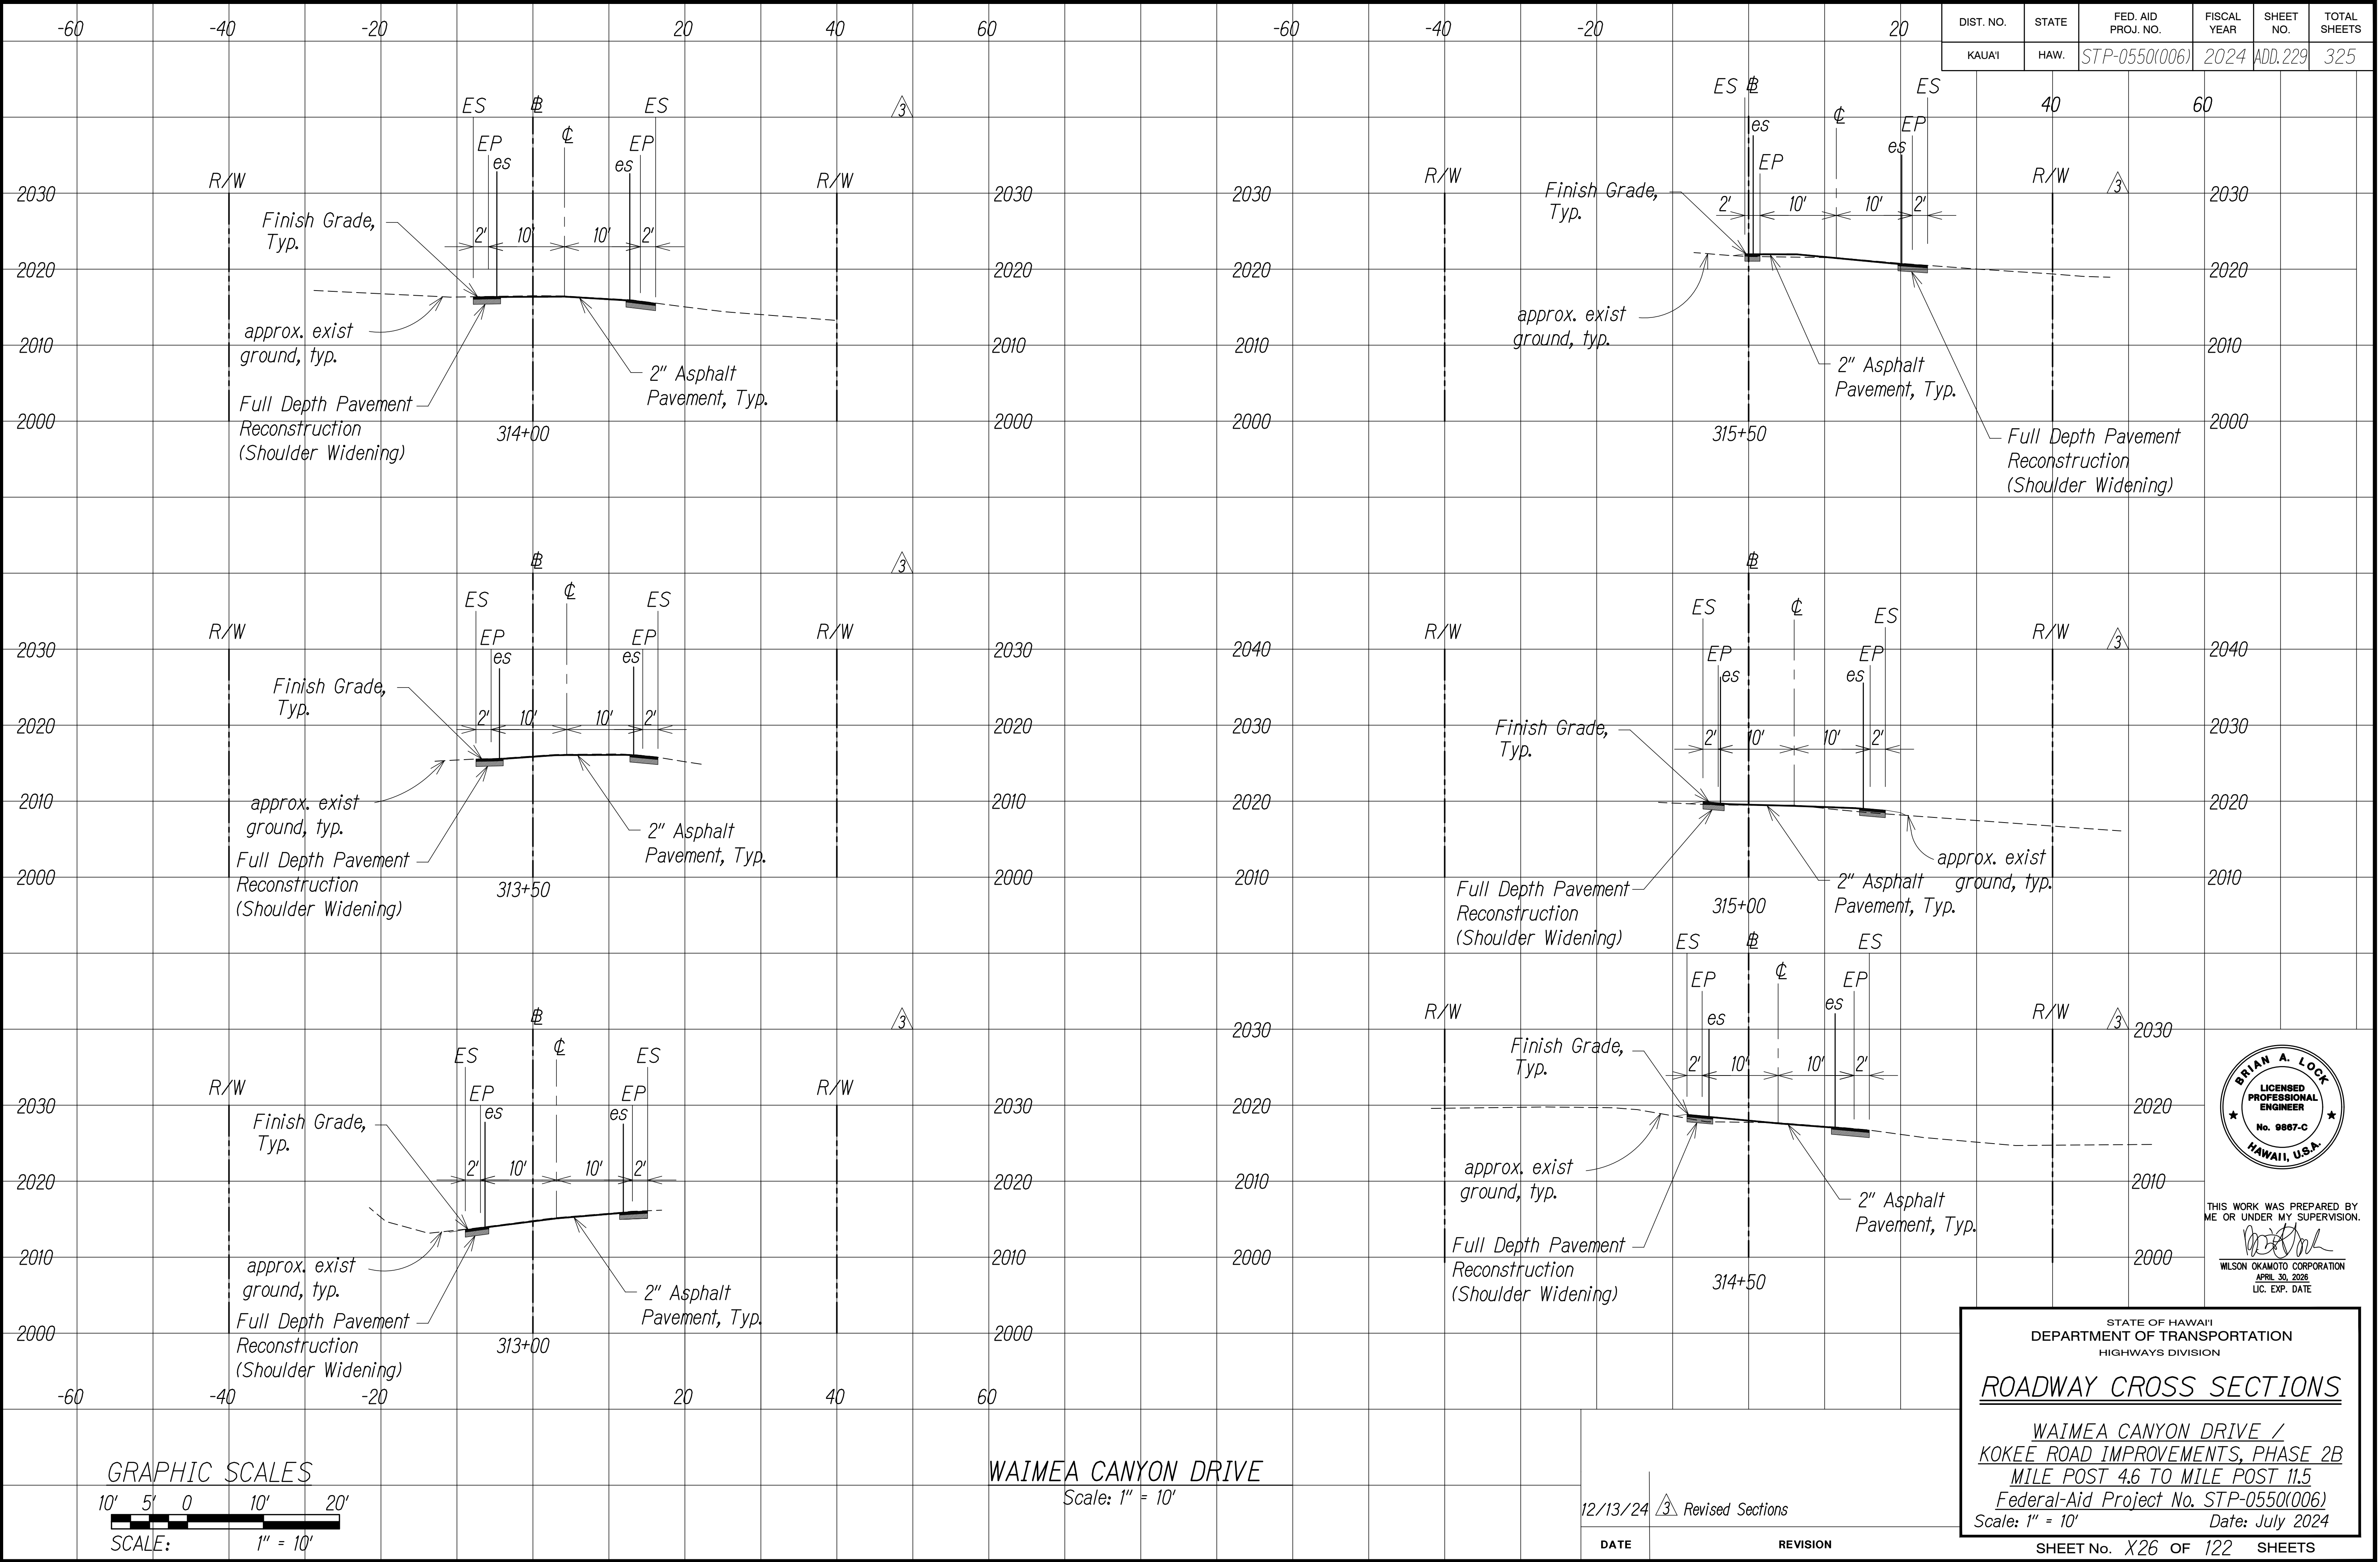 -60 -40 -20 20 40 60 -60 -40 -20 20
DIST. NO. STATE FED. AID PROJ. NO. FISCAL YEAR SHEET NO. TOTAL SHEETS
KAUA'I HAW. STP-0550(006) 2024 ADD.229 325
40 60
ES ES
EP
es es EP
R/W R/W
3
2030 2030
Finish Grade,
Typ.
2' 10' 10' 2'
2020 2020
approx. exist
ground, typ.
2010 2010
2" Asphalt
Pavement, Typ.
Full Depth Pavement
Reconstruction
(Shoulder Widening)
2000 2000
314+00
ES ES
es EP
es EP
R/W R/W
3
2030 2030
Finish Grade,
Typ.
2' 10' 10' 2'
2020 2020
approx. exist
ground, typ.
2010 2010
2" Asphalt
Pavement, Typ.
2000 2000
315+50
Full Depth Pavement
Reconstruction
(Shoulder Widening)
3
ES ES
EP EP
es es
R/W R/W
2030 2030
Finish Grade,
Typ.
2' 10' 10' 2'
2020 2020
approx. exist
ground, typ.
2010 2010
2" Asphalt
Pavement, Typ.
Full Depth Pavement
Reconstruction
(Shoulder Widening)
2000 2000
313+50
ES ES
EP EP
es es
R/W R/W
3
2040 2040
Finish Grade,
Typ.
2030 2030
2' 10' 10' 2'
2020 2020
approx. exist
ground, typ.
2" Asphalt
Pavement, Typ.
2010 2010
Full Depth Pavement
Reconstruction
(Shoulder Widening)
315+00
3
ES ES
EP EP
es es
R/W R/W
2030 2030
Finish Grade,
Typ.
2' 10' 10' 2'
2020 2020
approx. exist
ground, typ.
2010 2010
2" Asphalt
Pavement, Typ.
Full Depth Pavement
Reconstruction
(Shoulder Widening)
2000 2000
313+00
ES ES
EP EP
es es
R/W R/W
3
2030 2030
Finish Grade,
Typ.
2' 10' 10' 2'
2020 2020
approx. exist
ground, typ.
2010 2010
2" Asphalt
Pavement, Typ.
Full Depth Pavement
Reconstruction
(Shoulder Widening)
2000 2000
314+50
-60 -40 -20 20 40 60
BRIAN A. LOCK
LICENSED
PROFESSIONAL
ENGINEER
No. 9867-C
HAWAII, U.S.A.
THIS WORK WAS PREPARED BY
ME OR UNDER MY SUPERVISION.
WILSON OKAMOTO CORPORATION
APRIL 30, 2026
LIC. EXP. DATE
GRAPHIC SCALES
10' 5' 0 10' 20'
SCALE: 1" = 10'
WAIMEA CANYON DRIVE
Scale: 1" = 10'
12/13/24 3 Revised Sections
DATE REVISION
STATE OF HAWAI'I
DEPARTMENT OF TRANSPORTATION
HIGHWAYS DIVISION
ROADWAY CROSS SECTIONS
WAIMEA CANYON DRIVE /
KOKEE ROAD IMPROVEMENTS, PHASE 2B
MILE POST 4.6 TO MILE POST 11.5
Federal-Aid Project No. STP-0550(006)
Scale: 1" = 10' Date: July 2024
SHEET No. X26 OF 122 SHEETS